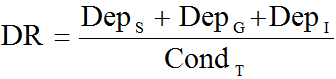 DR = (Dep_S + Dep_G + Dep_I) / Cond_T